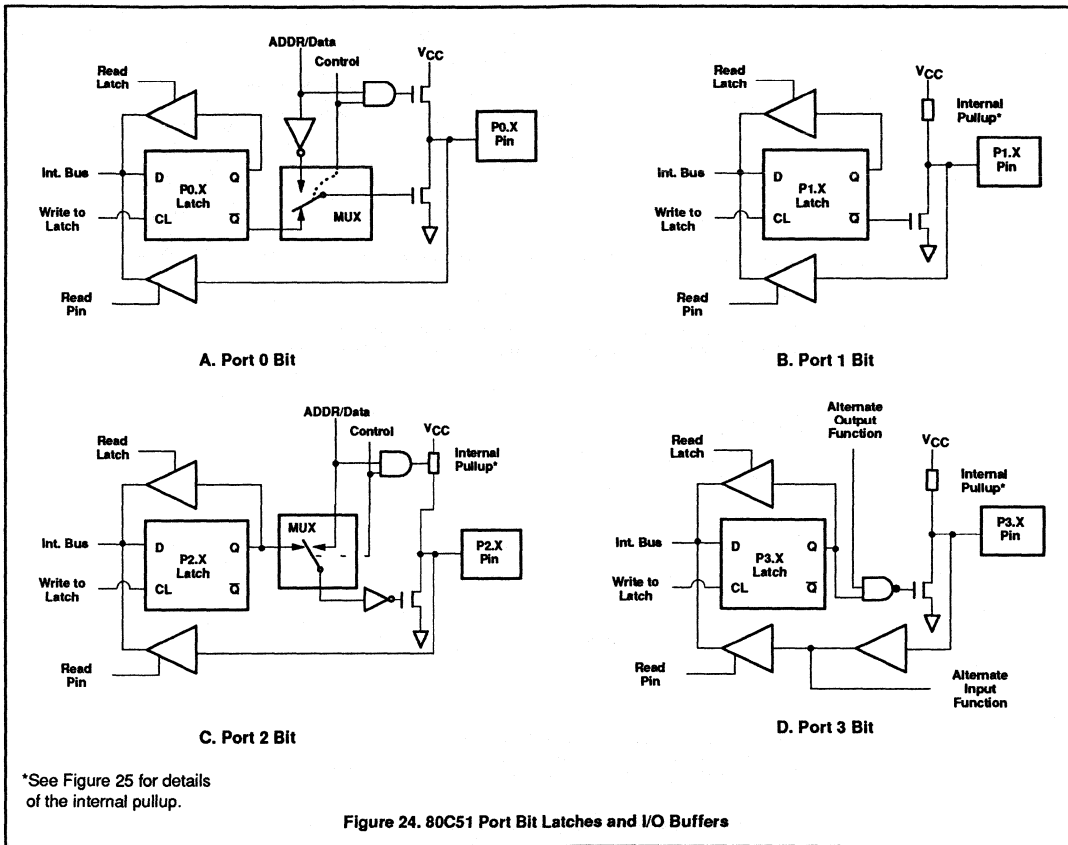 ADDR/Data
Control
VCC
Read
Latch
P0.X
Pin
Int. Bus
D
Q
P0.X
Latch
Write to
Latch
CL
Q
MUX
Read
Pin
A. Port 0 Bit
Read
Latch
VCC
Internal
Pullup*
P1.X
Pin
Int. Bus
D
Q
P1.X
Latch
Write to
Latch
CL
Q
Read
Pin
B. Port 1 Bit
ADDR/Data
Control
VCC
Read
Latch
Internal
Pullup*
MUX
P2.X
Pin
Int. Bus
D
Q
P2.X
Latch
Write to
Latch
CL
Q
Read
Pin
C. Port 2 Bit
Alternate
Output
Function
VCC
Read
Latch
Internal
Pullup*
P3.X
Pin
Int. Bus
D
Q
P3.X
Latch
Write to
Latch
CL
Q
Read
Pin
Alternate
Input
Function
D. Port 3 Bit
*See Figure 25 for details
of the internal pullup.
Figure 24. 80C51 Port Bit Latches and I/O Buffers